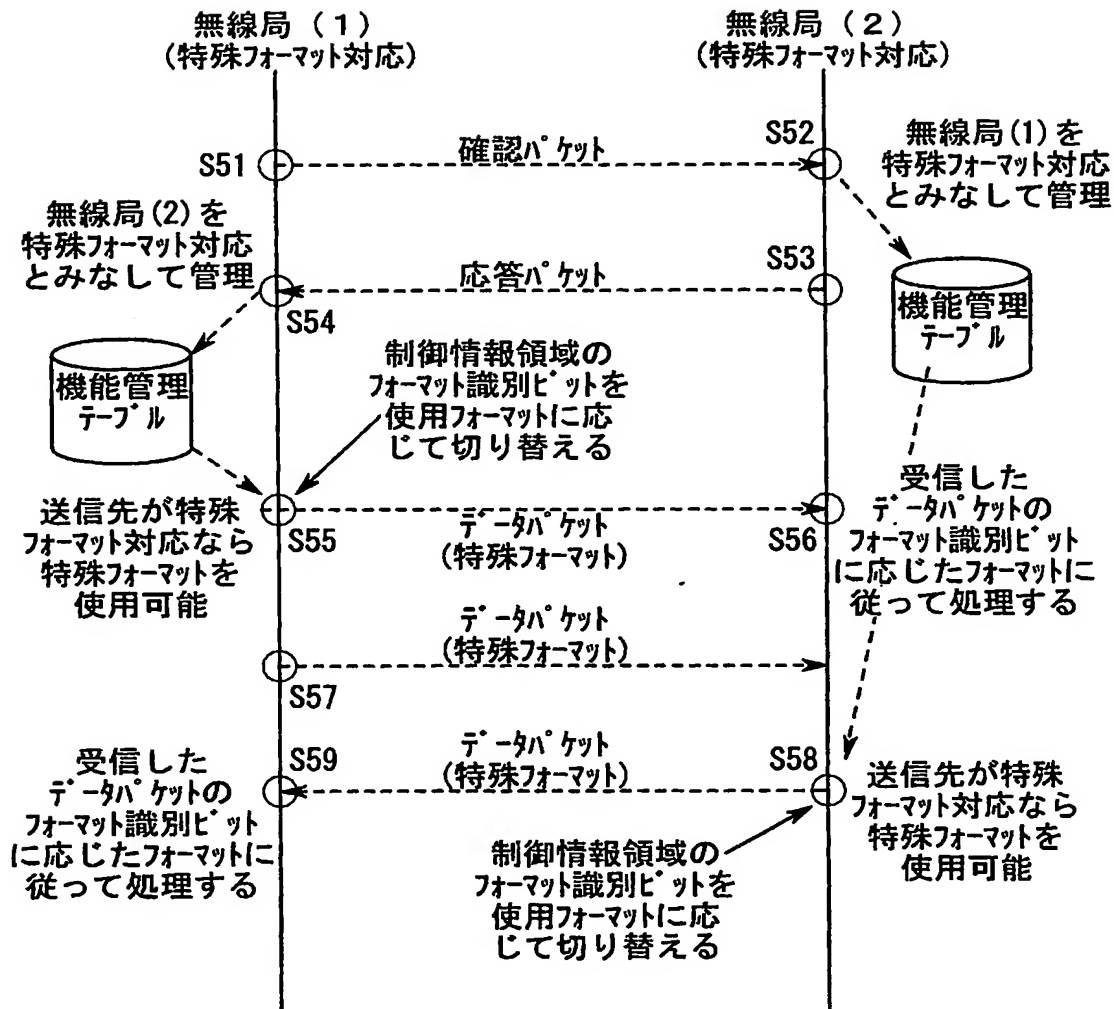 無線局（１）
(特殊フォーマット対応)
無線局（２）
(特殊フォーマット対応)
S51
確認パケット
S52
無線局(1)を
特殊フォーマット対応
とみなして管理
無線局(2)を
特殊フォーマット対応
とみなして管理
S54
応答パケット
S53
機能管理
テーブル
機能管理
テーブル
制御情報領域の
フォーマット識別ビットを
使用フォーマットに応
じて切り替える
送信先が特殊
フォーマット対応なら
特殊フォーマットを
使用可能
S55
データパケット
(特殊フォーマット)
S56
受信した
データパケットの
フォーマット識別ビット
に応じたフォーマットに
従って処理する
データパケット
(特殊フォーマット)
S57
S59
データパケット
(特殊フォーマット)
S58
受信した
データパケットの
フォーマット識別ビット
に応じたフォーマットに
従って処理する
送信先が特殊
フォーマット対応なら
特殊フォーマットを
使用可能
制御情報領域の
フォーマット識別ビットを
使用フォーマットに応
じて切り替える